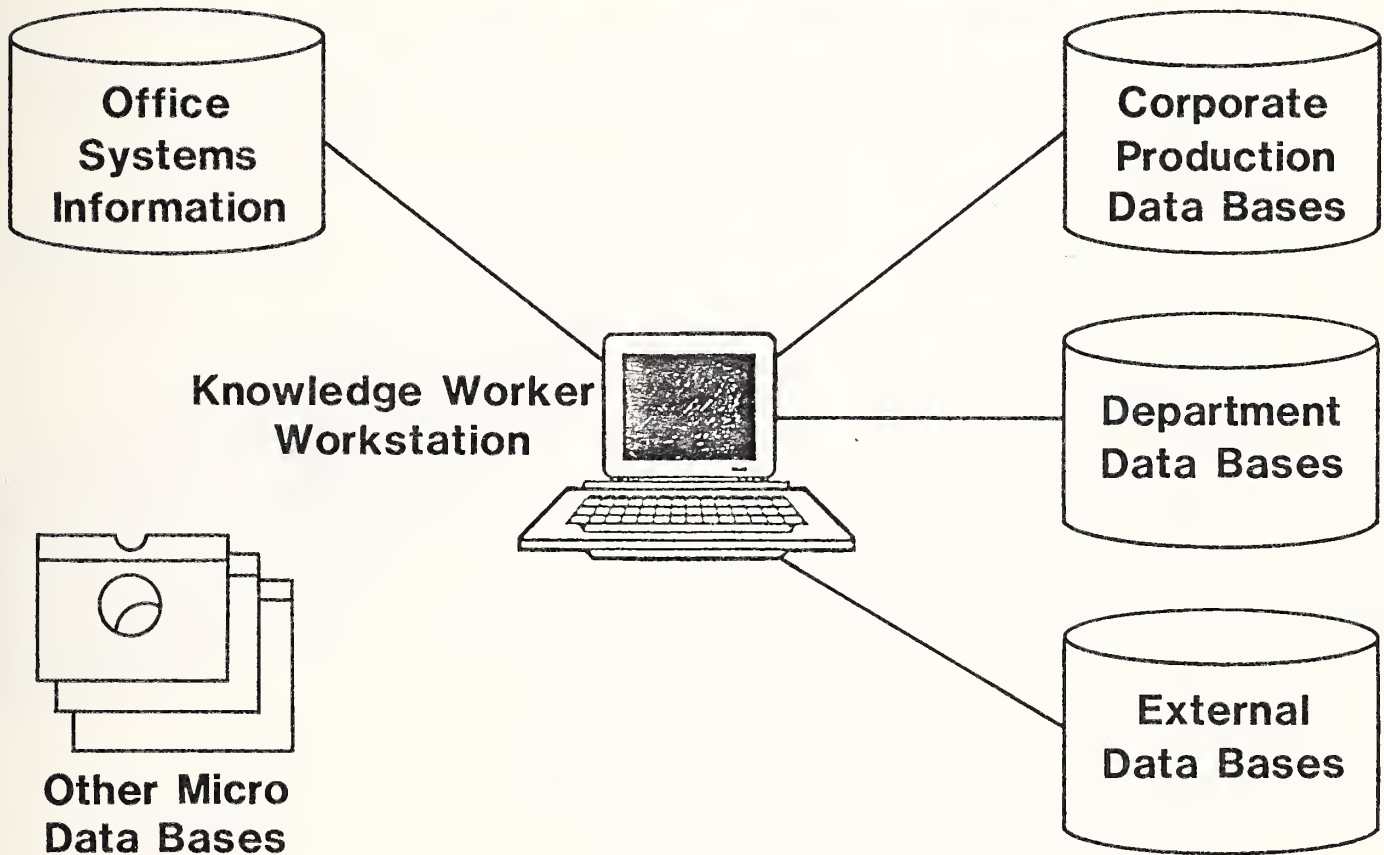 Office
Systems
Information
Corporate
Production
Data Bases
Knowledge Worker
Workstation
Department
Data Bases
External
Data Bases
Other Micro
Data Bases